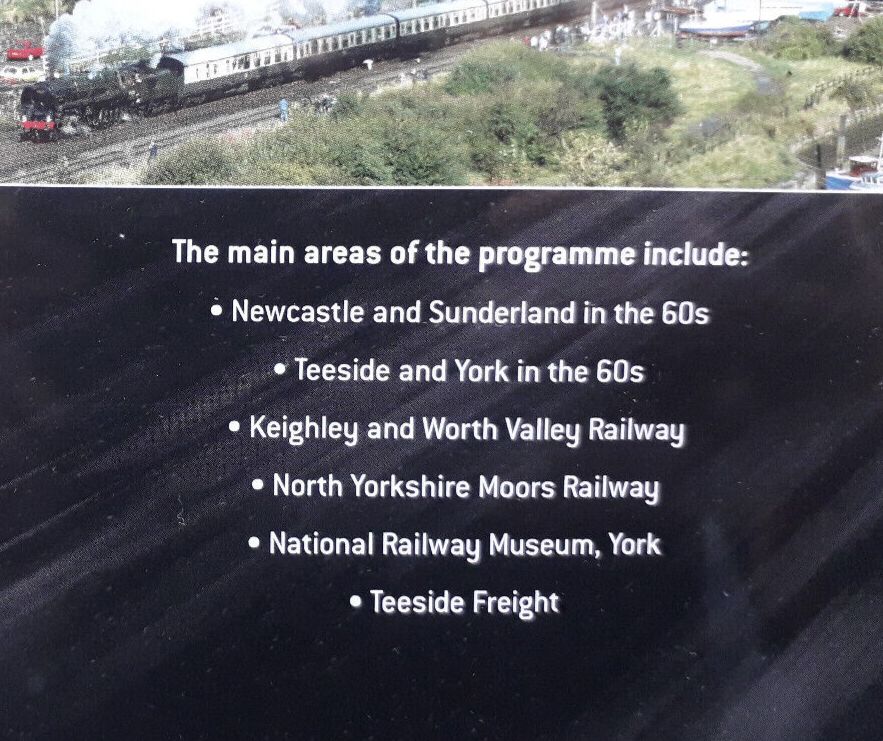 The main areas of the programme include:
• Newcastle and Sunderland in the 60s
• Teeside and York in the 60s
• Keighley and Worth Valley Railway
• North Yorkshire Moors Railway
• National Railway Museum, York
• Teeside Freight